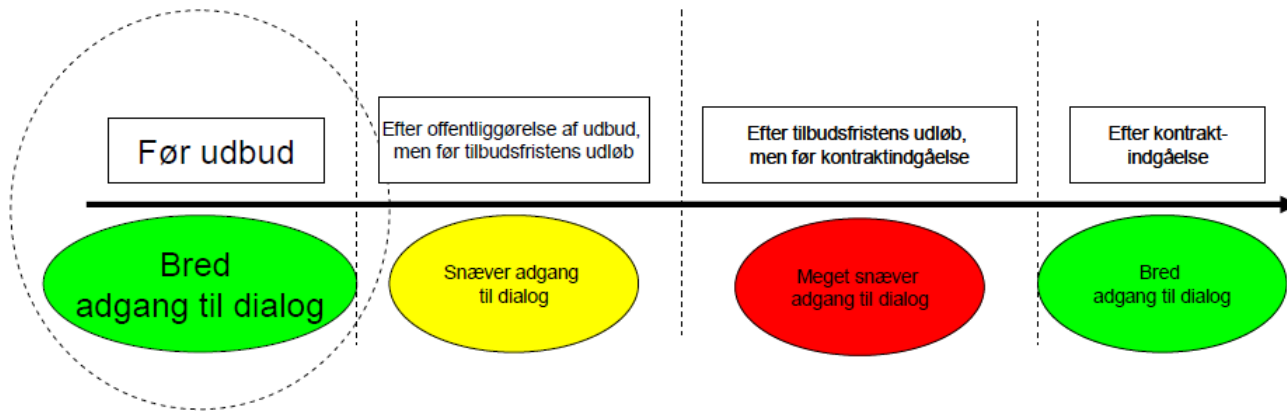 Før udbud
Efter offentliggørelse af udbud,
men før tilbudsfristens udløb
Efter tilbudsfristens udløb,
men før kontraktindgåelse
Efter kontrakt-
indgåelse
Bred
adgang til dialog
Snæver adgang
til dialog
Meget snæver
adgang til dialog
Bred
adgang til dialog